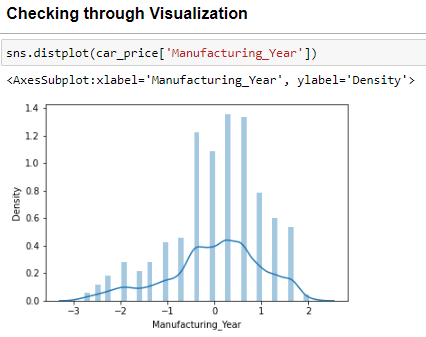 Checking through Visualization
sns.distplot(car_price['Manufacturing_Year'])
<AxesSubplot:xlabel='Manufacturing_Year', ylabel='Density'>
1.4
1.2
1.0
0.8
0.6
0.4
0.2
0.0
Density
−3 −2 −1 0 1 2
Manufacturing_Year